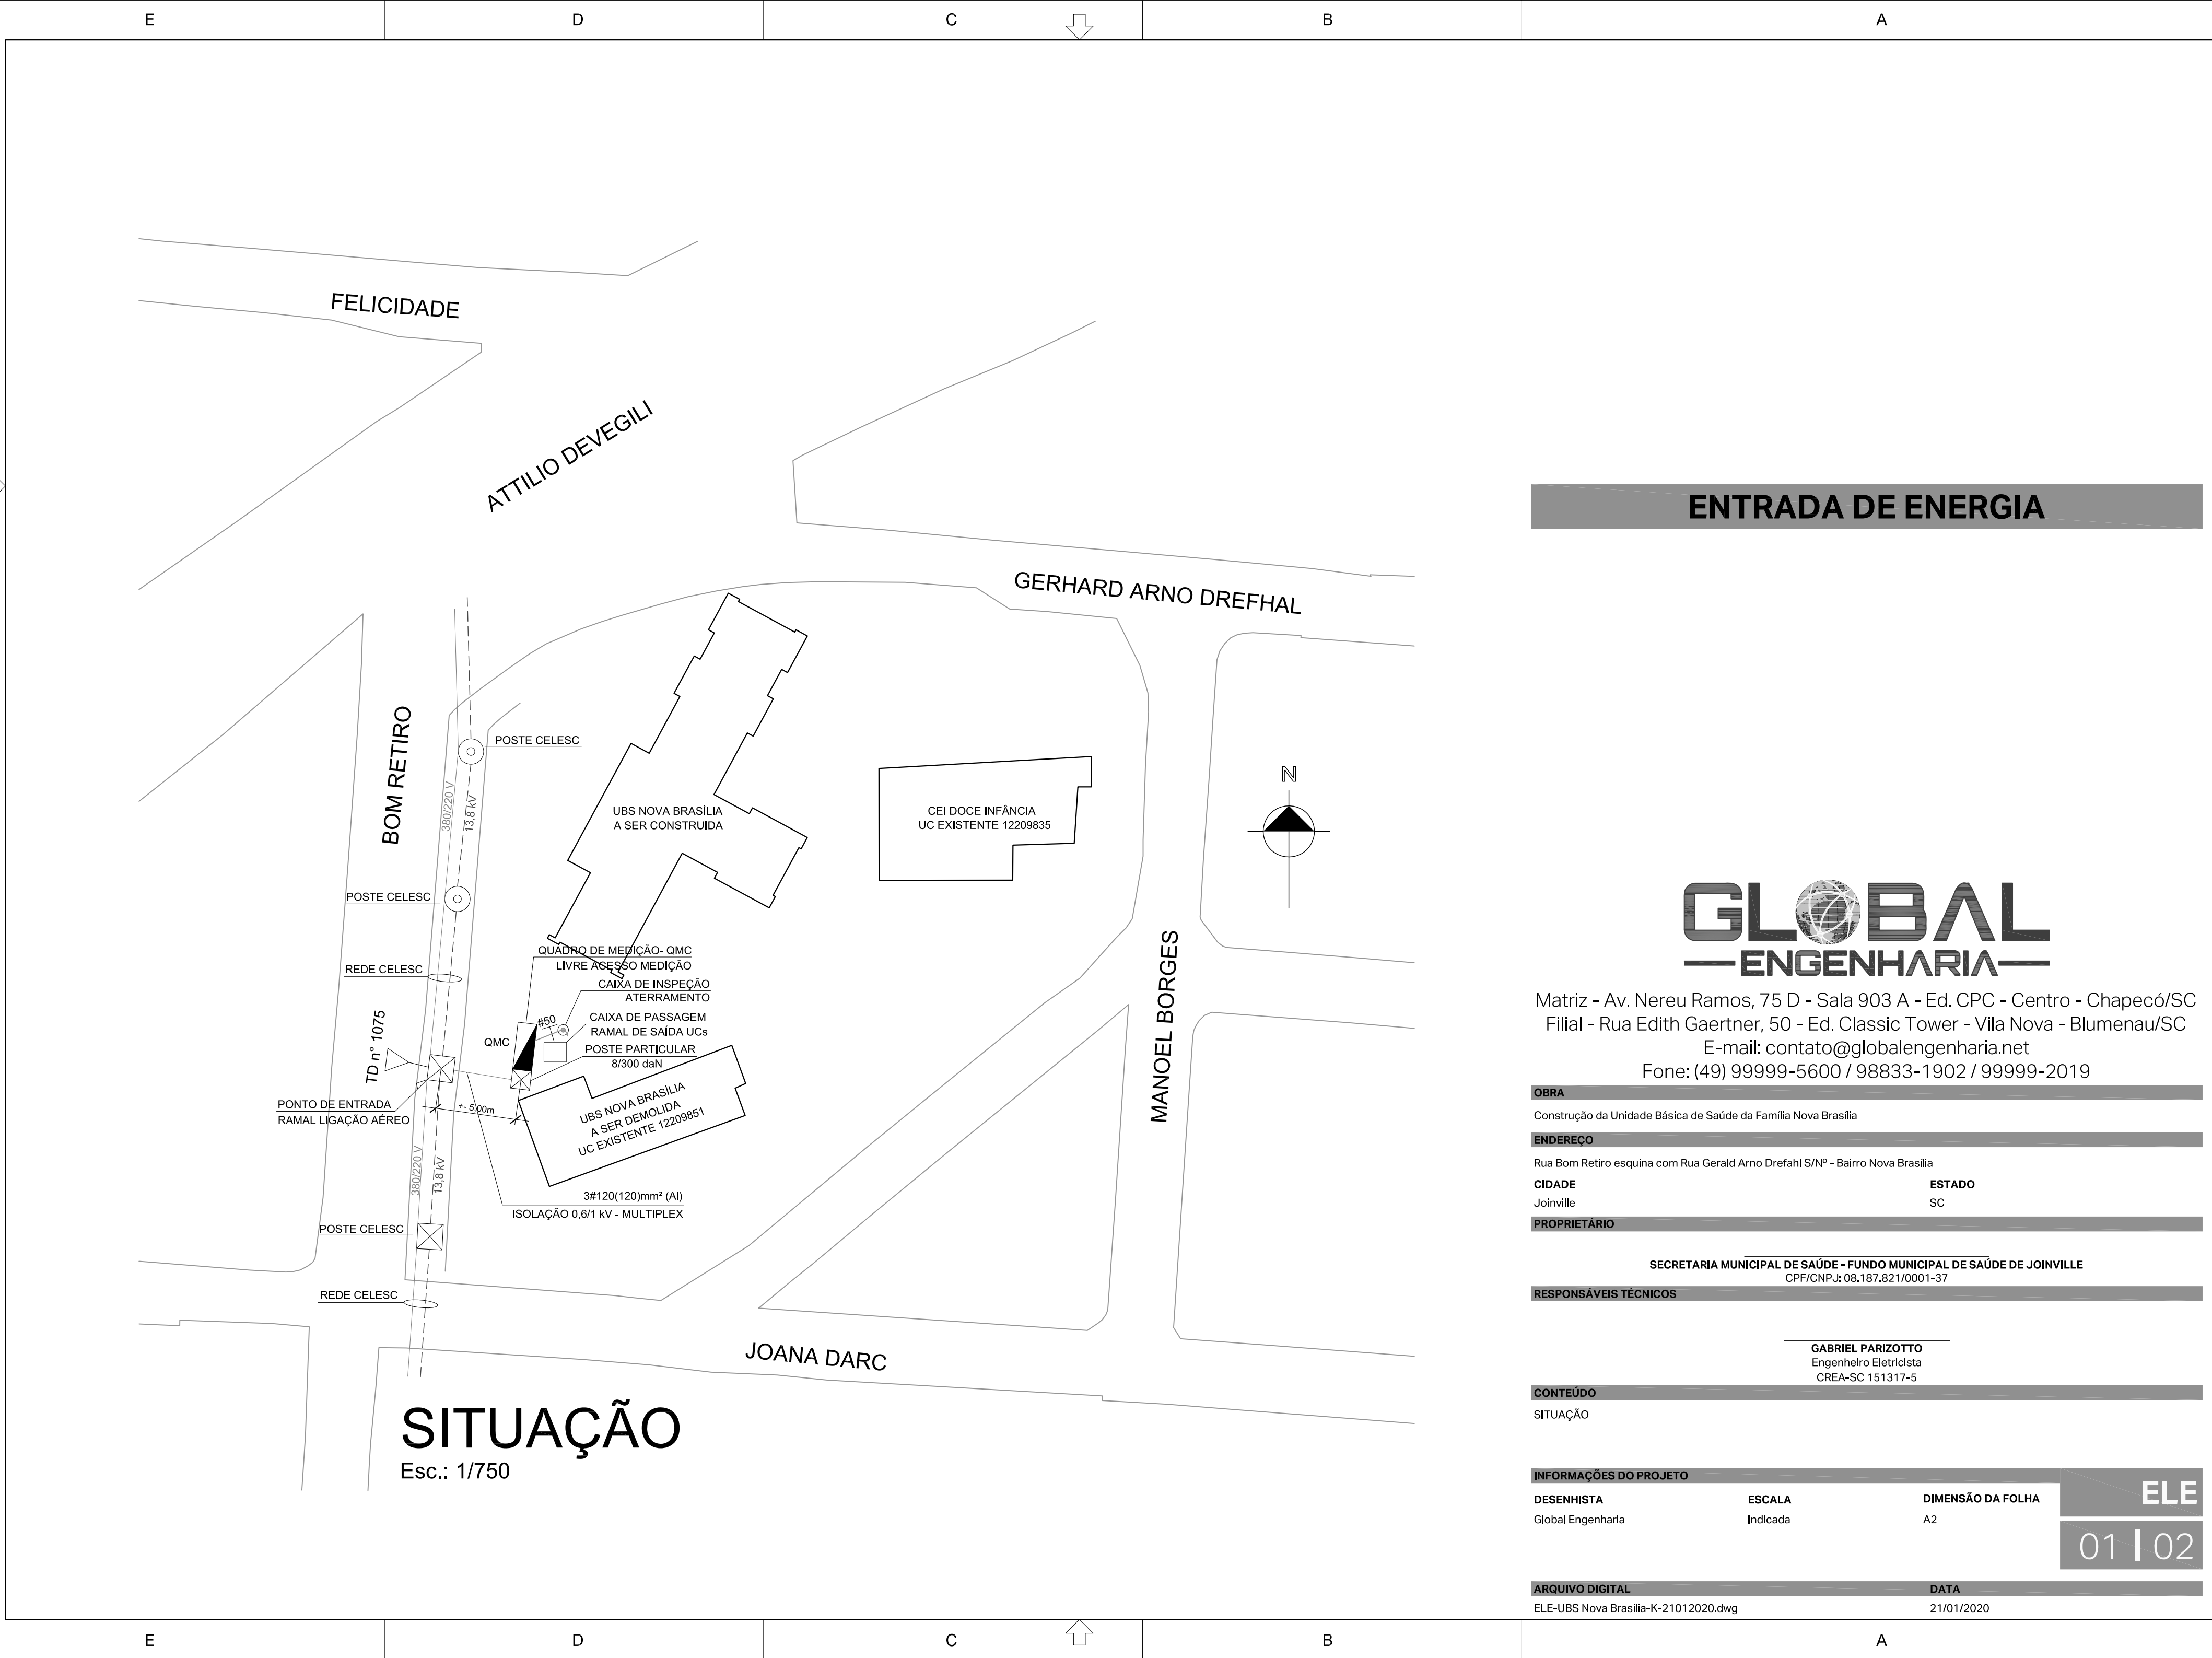 E
D
C
B
A
FELICIDADE
ATTILIO DEVEGILI
GERHARD ARNO DREFHAL
BOM RETIRO
POSTE CELESC
380/220 V
13,8 kV
UBS NOVA BRASÍLIA
A SER CONSTRUIDA
CEI DOCE INFÂNCIA
UC EXISTENTE 12209835
N
POSTE CELESC
QUADRO DE MEDIÇÃO- QMC
LIVRE ACESSO MEDIÇÃO
REDE CELESC
CAIXA DE INSPEÇÃO
ATERRAMENTO
#50
CAIXA DE PASSAGEM
RAMAL DE SAÍDA UCs
QMC
POSTE PARTICULAR
8/300 daN
TD n° 1075
MANOEL BORGES
PONTO DE ENTRADA
RAMAL LIGAÇÃO AÉREO
+- 5,00m
UBS NOVA BRASÍLIA
A SER DEMOLIDA
UC EXISTENTE 12209851
380/220 V
13,8 kV
3#120(120)mm² (Al)
ISOLAÇÃO 0,6/1 kV - MULTIPLEX
POSTE CELESC
REDE CELESC
JOANA DARC
SITUAÇÃO
Esc.: 1/750
ENTRADA DE ENERGIA
GLOBAL
ENGENHARIA
Matriz - Av. Nereu Ramos, 75 D - Sala 903 A - Ed. CPC - Centro - Chapecó/SC
Filial - Rua Edith Gaertner, 50 - Ed. Classic Tower - Vila Nova - Blumenau/SC
E-mail: contato@globalengenharia.net
Fone: (49) 99999-5600 / 98833-1902 / 99999-2019
OBRA
Construção da Unidade Básica de Saúde da Família Nova Brasília
ENDEREÇO
Rua Bom Retiro esquina com Rua Gerald Arno Drefahl S/Nº - Bairro Nova Brasília
CIDADE ESTADO
Joinville SC
PROPRIETÁRIO
SECRETARIA MUNICIPAL DE SAÚDE - FUNDO MUNICIPAL DE SAÚDE DE JOINVILLE
CPF/CNPJ: 08.187.821/0001-37
RESPONSÁVEIS TÉCNICOS
GABRIEL PARIZOTTO
Engenheiro Eletricista
CREA-SC 151317-5
CONTEÚDO
SITUAÇÃO
INFORMAÇÕES DO PROJETO
DESENHISTA ESCALA DIMENSÃO DA FOLHA
Global Engenharia Indicada A2
ELE
01 | 02
ARQUIVO DIGITAL DATA
ELE-UBS Nova Brasilia-K-21012020.dwg 21/01/2020
E
D
C
B
A